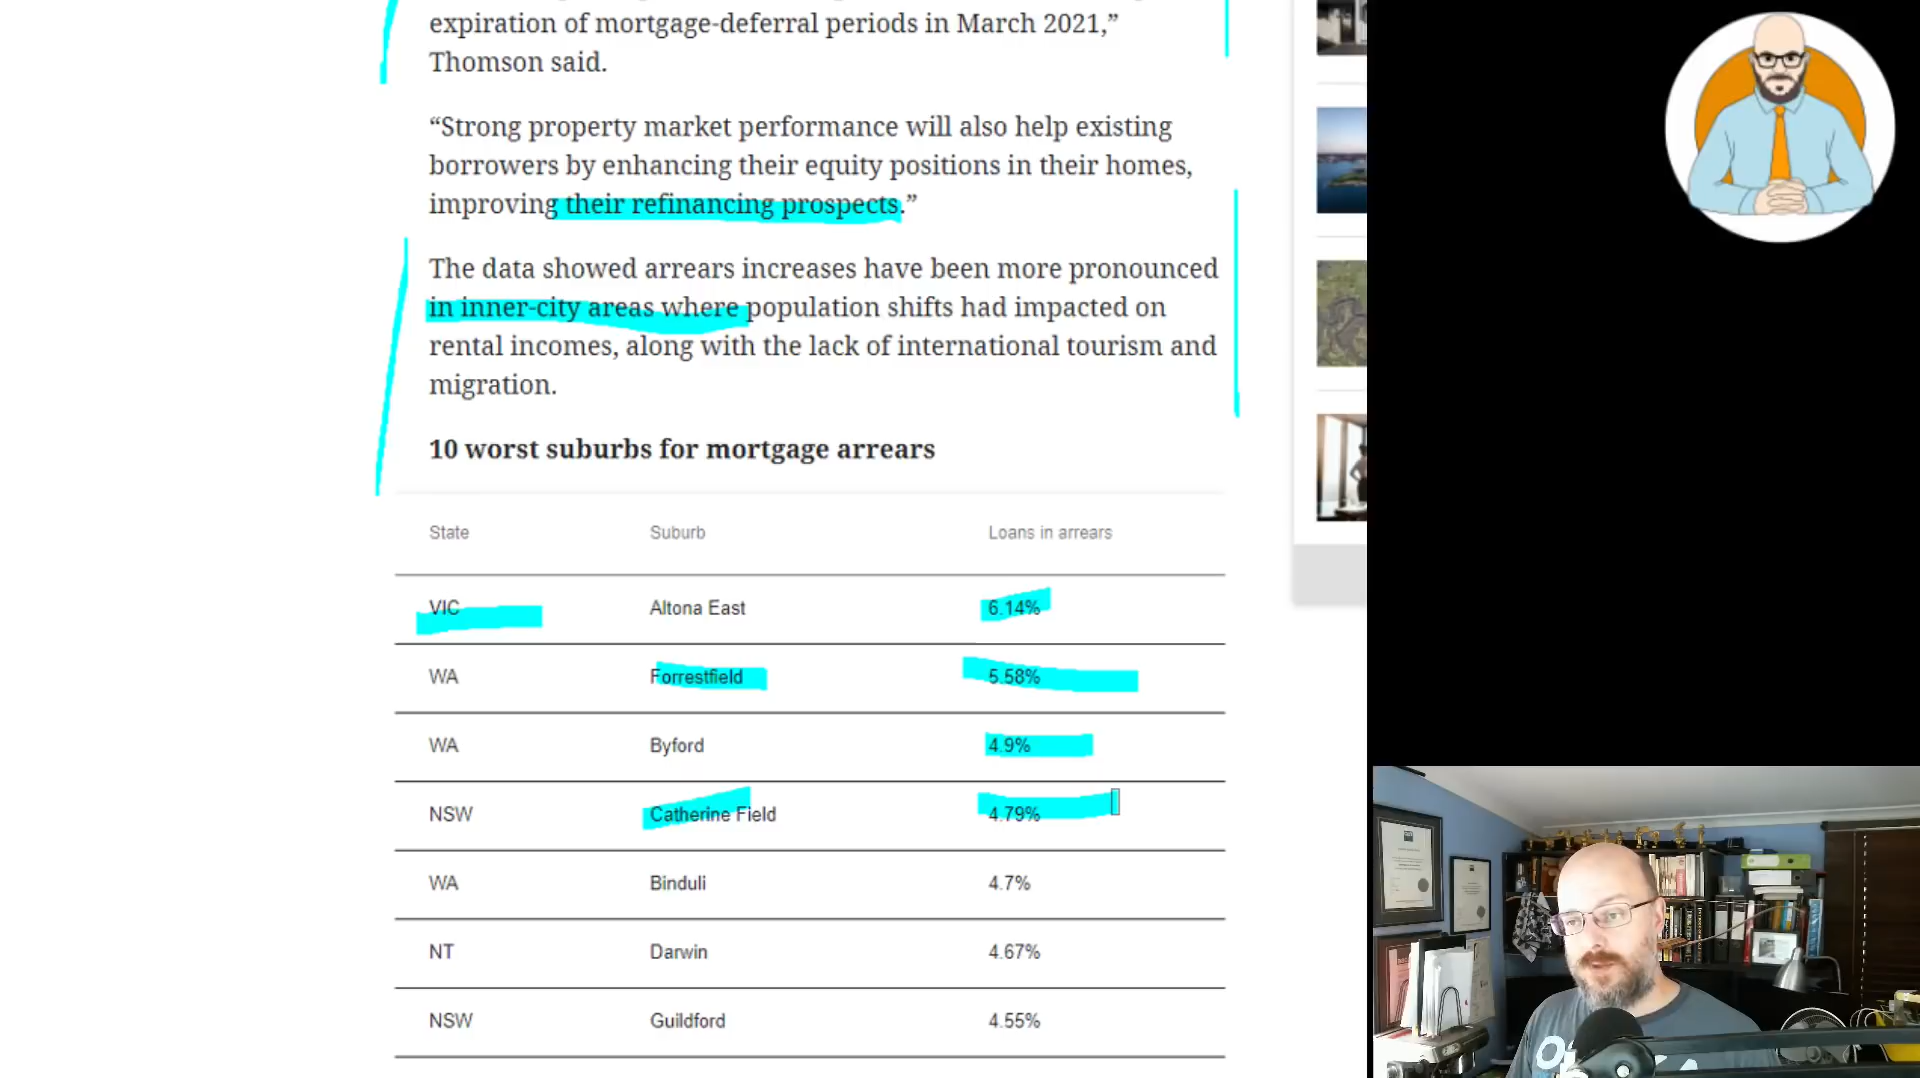 expiration of mortgage-deferral periods in March 2021,”
Thomson said.
“Strong property market performance will also help existing
borrowers by enhancing their equity positions in their homes,
improving their refinancing prospects.”
The data showed arrears increases have been more pronounced
in inner-city areas where population shifts had impacted on
rental incomes, along with the lack of international tourism and
migration.
10 worst suburbs for mortgage arrears
State Suburb Loans in arrears
VIC Altona East 6.14%
WA Forrestfield 5.58%
WA Byford 4.9%
NSW Catherine Field 4.79%
WA Binduli 4.7%
NT Darwin 4.67%
NSW Guildford 4.55%